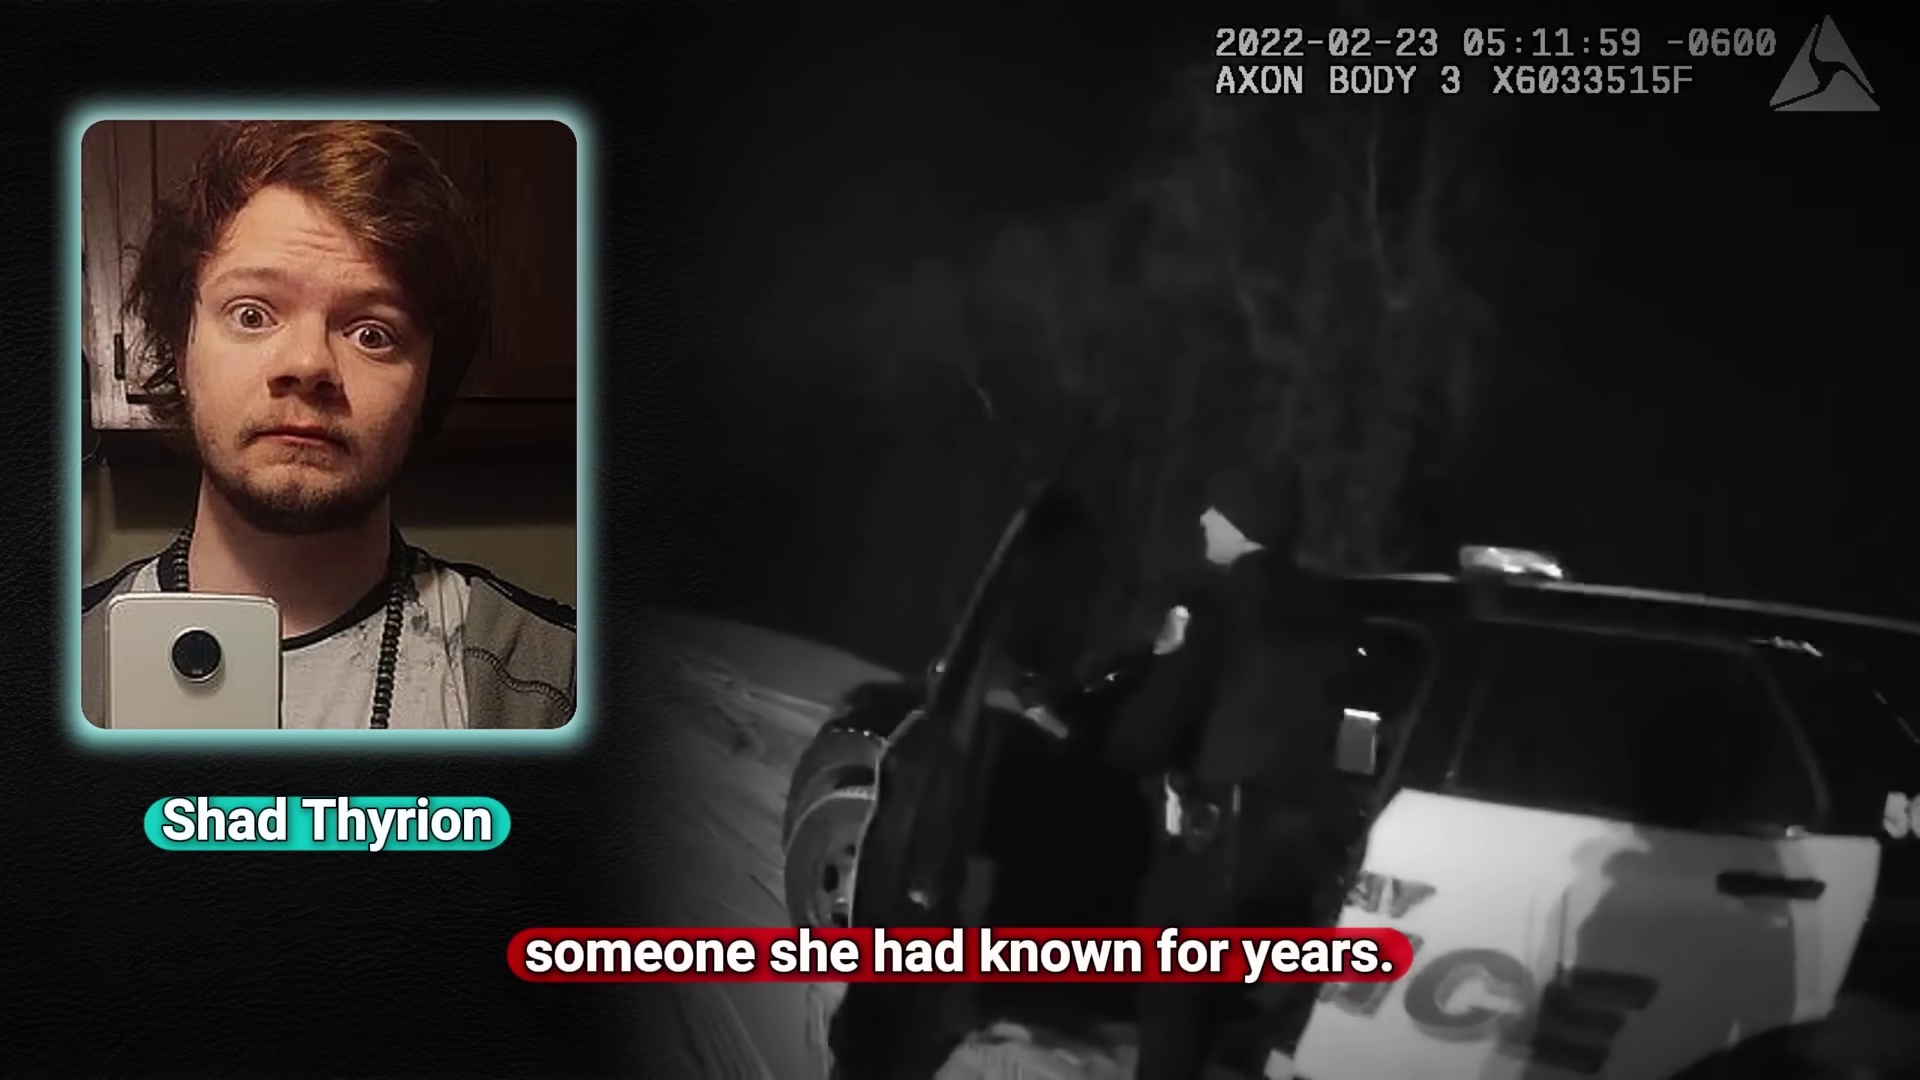 2022-02-23 05:11:59 -0600
AXON BODY 3 X6033515F
Shad Thyrion
someone she had known for years.